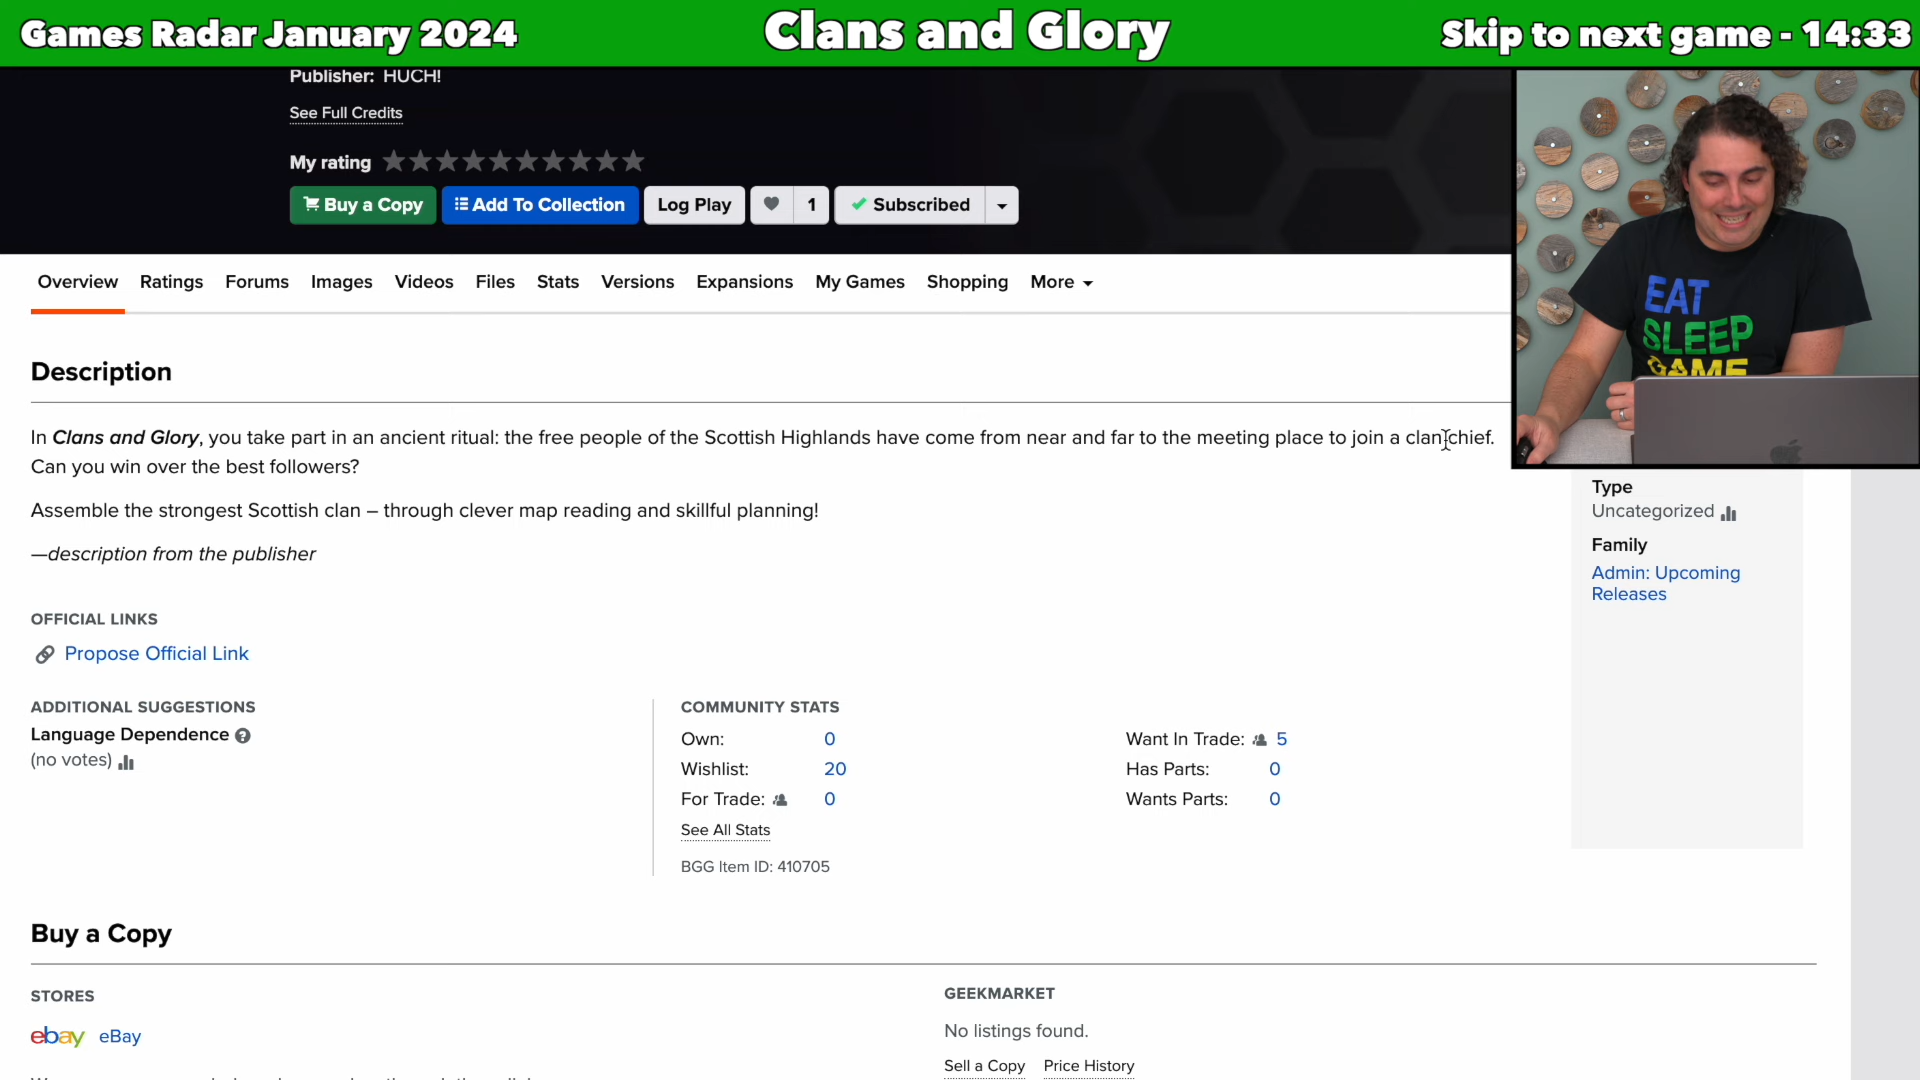 Games Radar January 2024
Clans and Glory
Skip to next game - 14:33
Publisher: HUCH!
See Full Credits
My rating
Buy a Copy
Add To Collection
Log Play
1
Subscribed
Overview
Ratings
Forums
Images
Videos
Files
Stats
Versions
Expansions
My Games
Shopping
More
EAT
SLEEP
GAME
Description
In Clans and Glory, you take part in an ancient ritual: the free people of the Scottish Highlands have come from near and far to the meeting place to join a clan chief.
Can you win over the best followers?
Assemble the strongest Scottish clan – through clever map reading and skillful planning!
—description from the publisher
Type
Uncategorized
Family
Admin: Upcoming
Releases
OFFICIAL LINKS
Propose Official Link
ADDITIONAL SUGGESTIONS
Language Dependence
(no votes)
COMMUNITY STATS
Own: 0
Wishlist: 20
For Trade: 0
Want In Trade: 5
Has Parts: 0
Wants Parts: 0
See All Stats
BGG Item ID: 410705
Buy a Copy
STORES
ebay eBay
GEEKMARKET
No listings found.
Sell a Copy
Price History